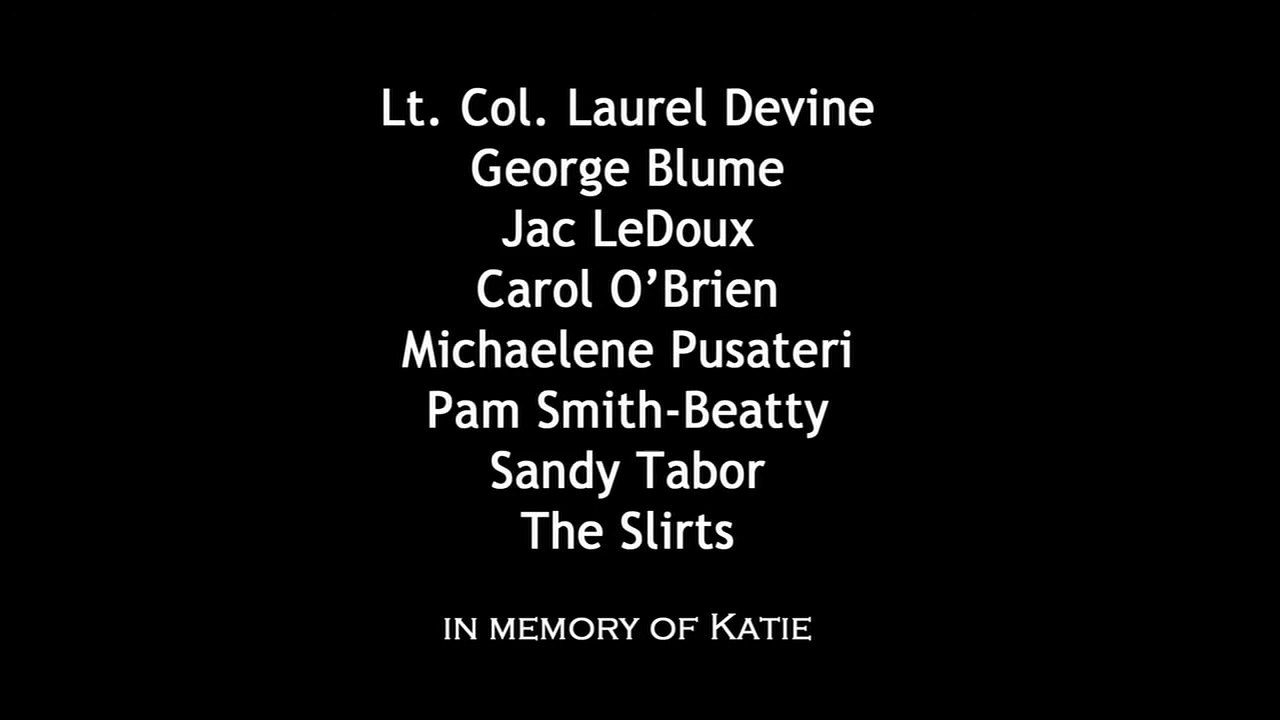 Lt. Col. Laurel Devine
George Blume
Jac LeDoux
Carol O’Brien
Michaelene Pusateri
Pam Smith-Beatty
Sandy Tabor
The Slirts
IN MEMORY OF KATIE